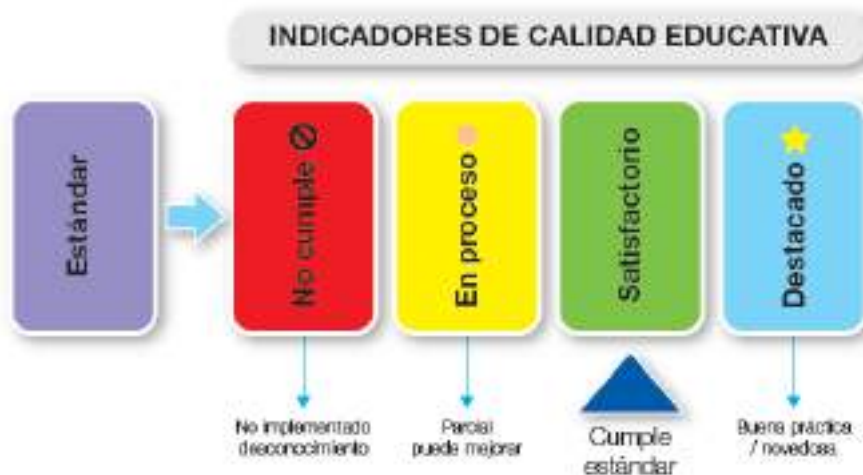 INDICADORES DE CALIDAD EDUCATIVA
Estándar
No cumple
En proceso
Satisfactorio
Destacado
No implementado
desconocimiento
Parcial
puede mejorar
Cumple
estándar
Buena práctica
/ novedosa